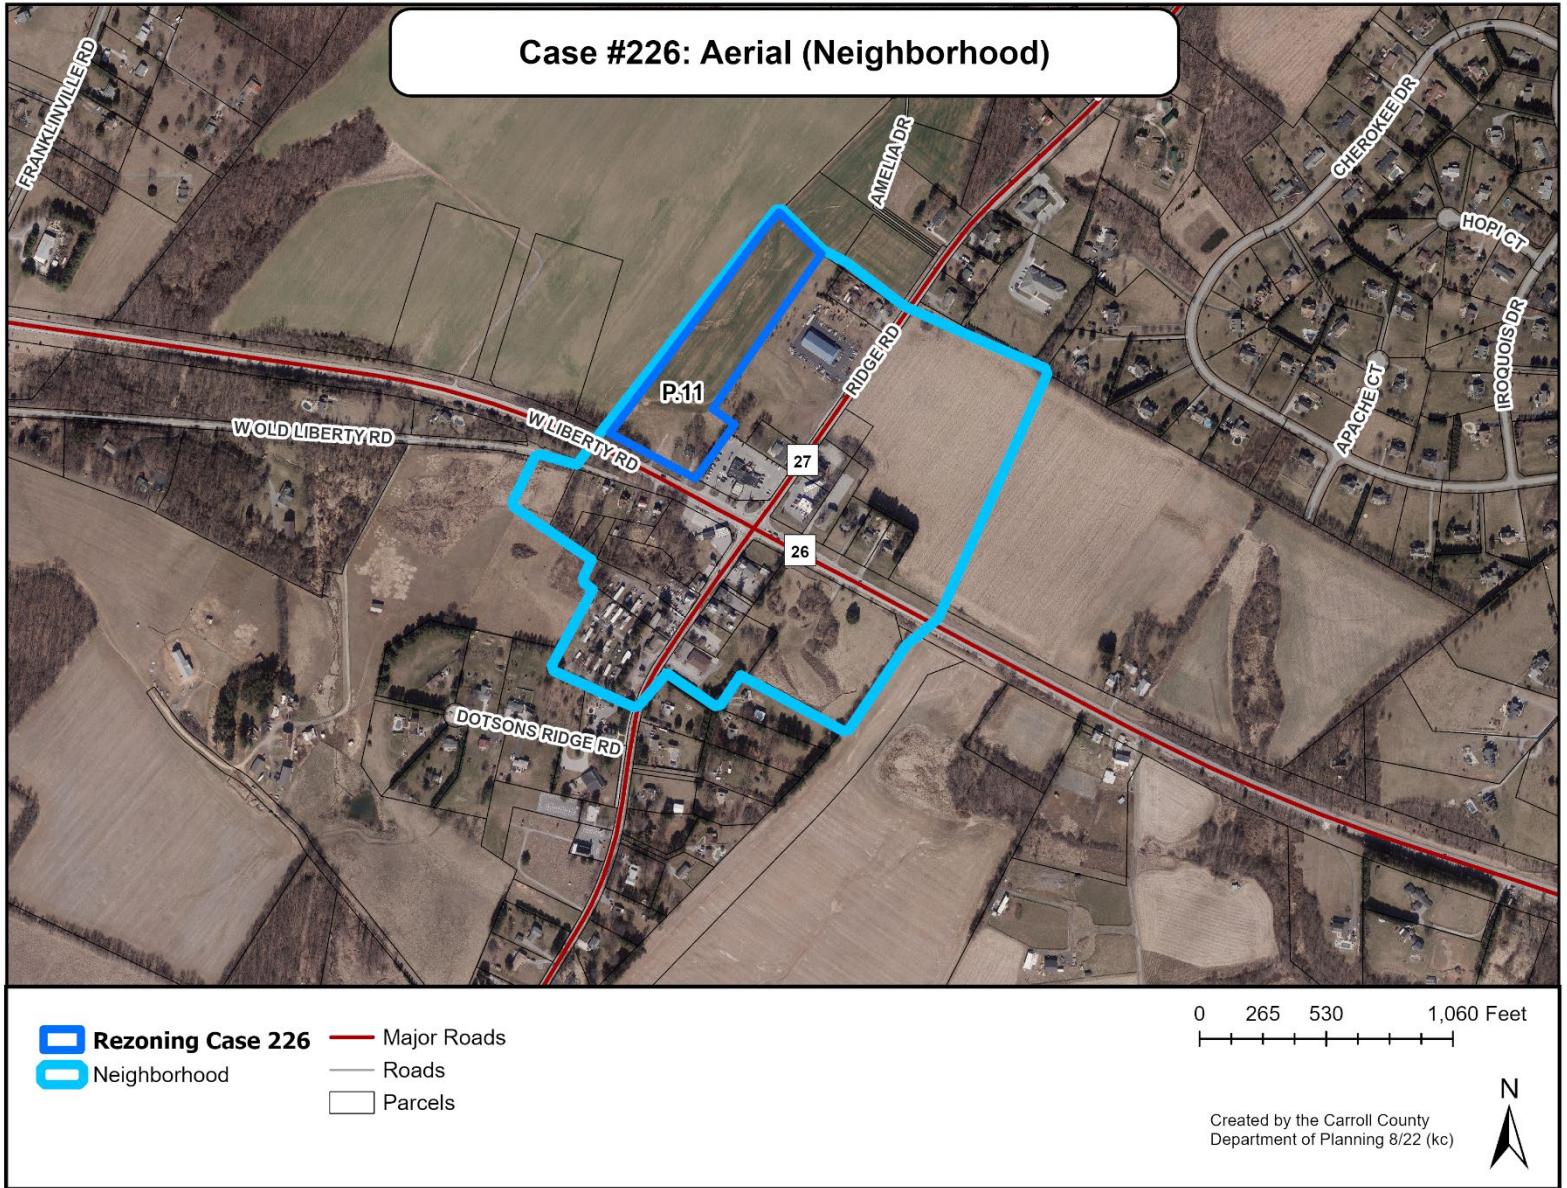 Case #226: Aerial (Neighborhood)
FRANKLINVILLE RD
AMELIA DR
CHEROKEE DR
HOPI CT
IROQUOIS DR
APACHE CT
RIDGE RD
P.11
W OLD LIBERTY RD
W LIBERTY RD
27
26
DOTSONS RIDGE RD
Rezoning Case 226
Neighborhood
Major Roads
Roads
Parcels
0 265 530 1,060 Feet
N
Created by the Carroll County
Department of Planning 8/22 (kc)